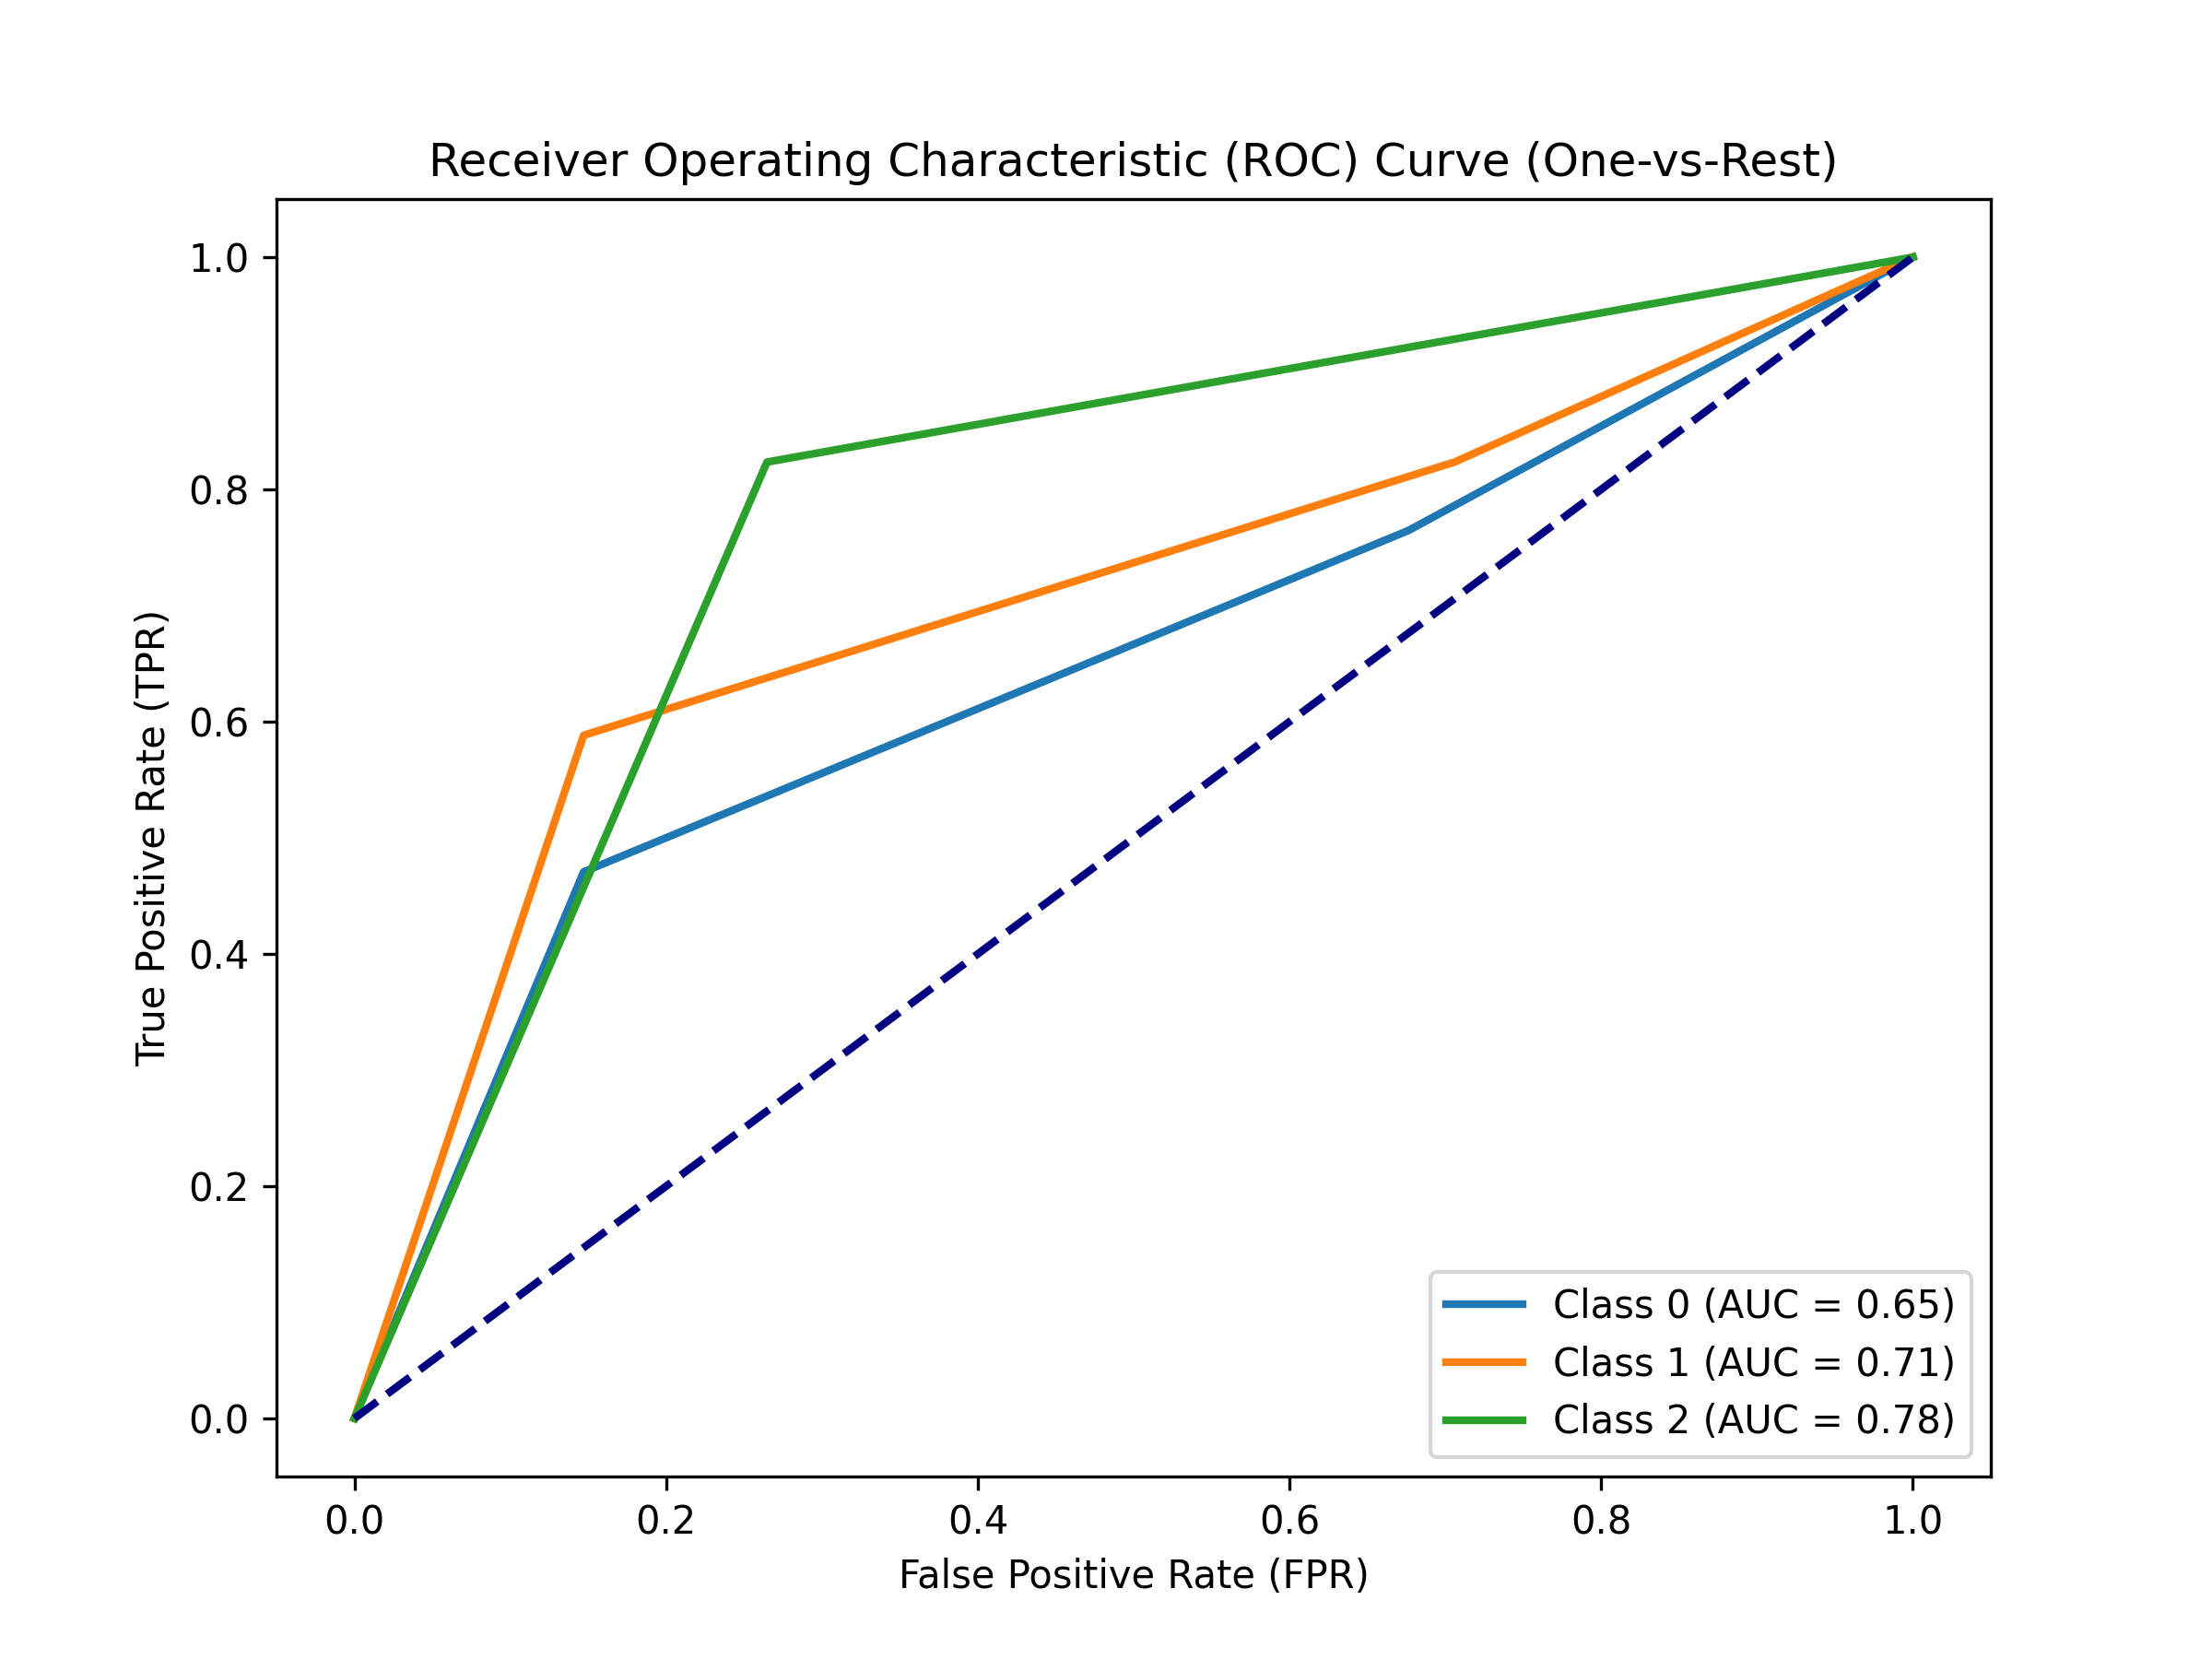 Receiver Operating Characteristic (ROC) Curve (One-vs-Rest)
True Positive Rate (TPR)
1.0
0.8
0.6
0.4
0.2
0.0
Class 0 (AUC = 0.65)
Class 1 (AUC = 0.71)
Class 2 (AUC = 0.78)
0.0 0.2 0.4 0.6 0.8 1.0
False Positive Rate (FPR)